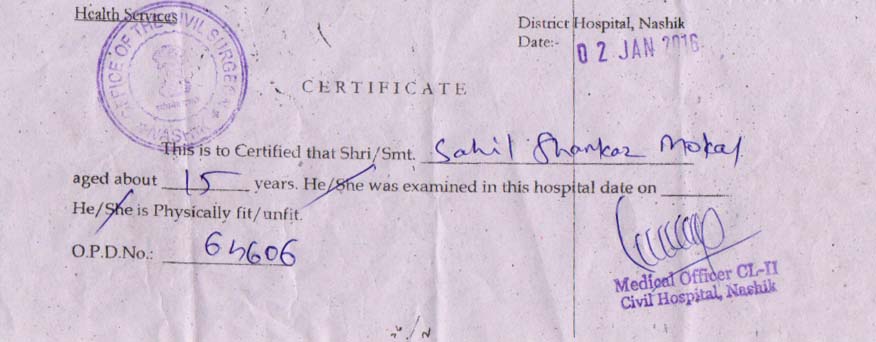 Health Services
District Hospital, Nashik
Date:- 02 JAN 2016
OFFICE OF THE CIVIL SURGEON
NASHIK
CERTIFICATE
This is to Certified that Shri/Smt. Sahil Shankar Mokal
aged about 15 years. He/She was examined in this hospital date on
He/She is Physically fit/unfit.
O.P.D.No.: 65606
Medical Officer CL-II
Civil Hospital, Nashik